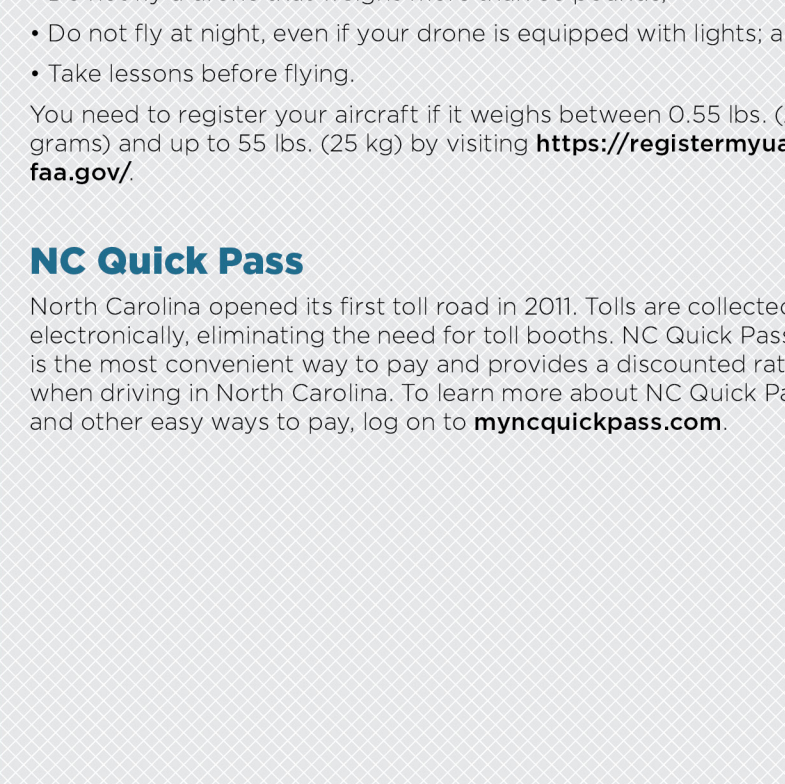 • Do not fly at night, even if your drone is equipped with lights; a
• Take lessons before flying.
You need to register your aircraft if it weighs between 0.55 lbs. (
grams) and up to 55 lbs. (25 kg) by visiting https://registermyua
faa.gov/.
NC Quick Pass
North Carolina opened its first toll road in 2011. Tolls are collected
electronically, eliminating the need for toll booths. NC Quick Pass
is the most convenient way to pay and provides a discounted rat
when driving in North Carolina. To learn more about NC Quick Pa
and other easy ways to pay, log on to myncquickpass.com.